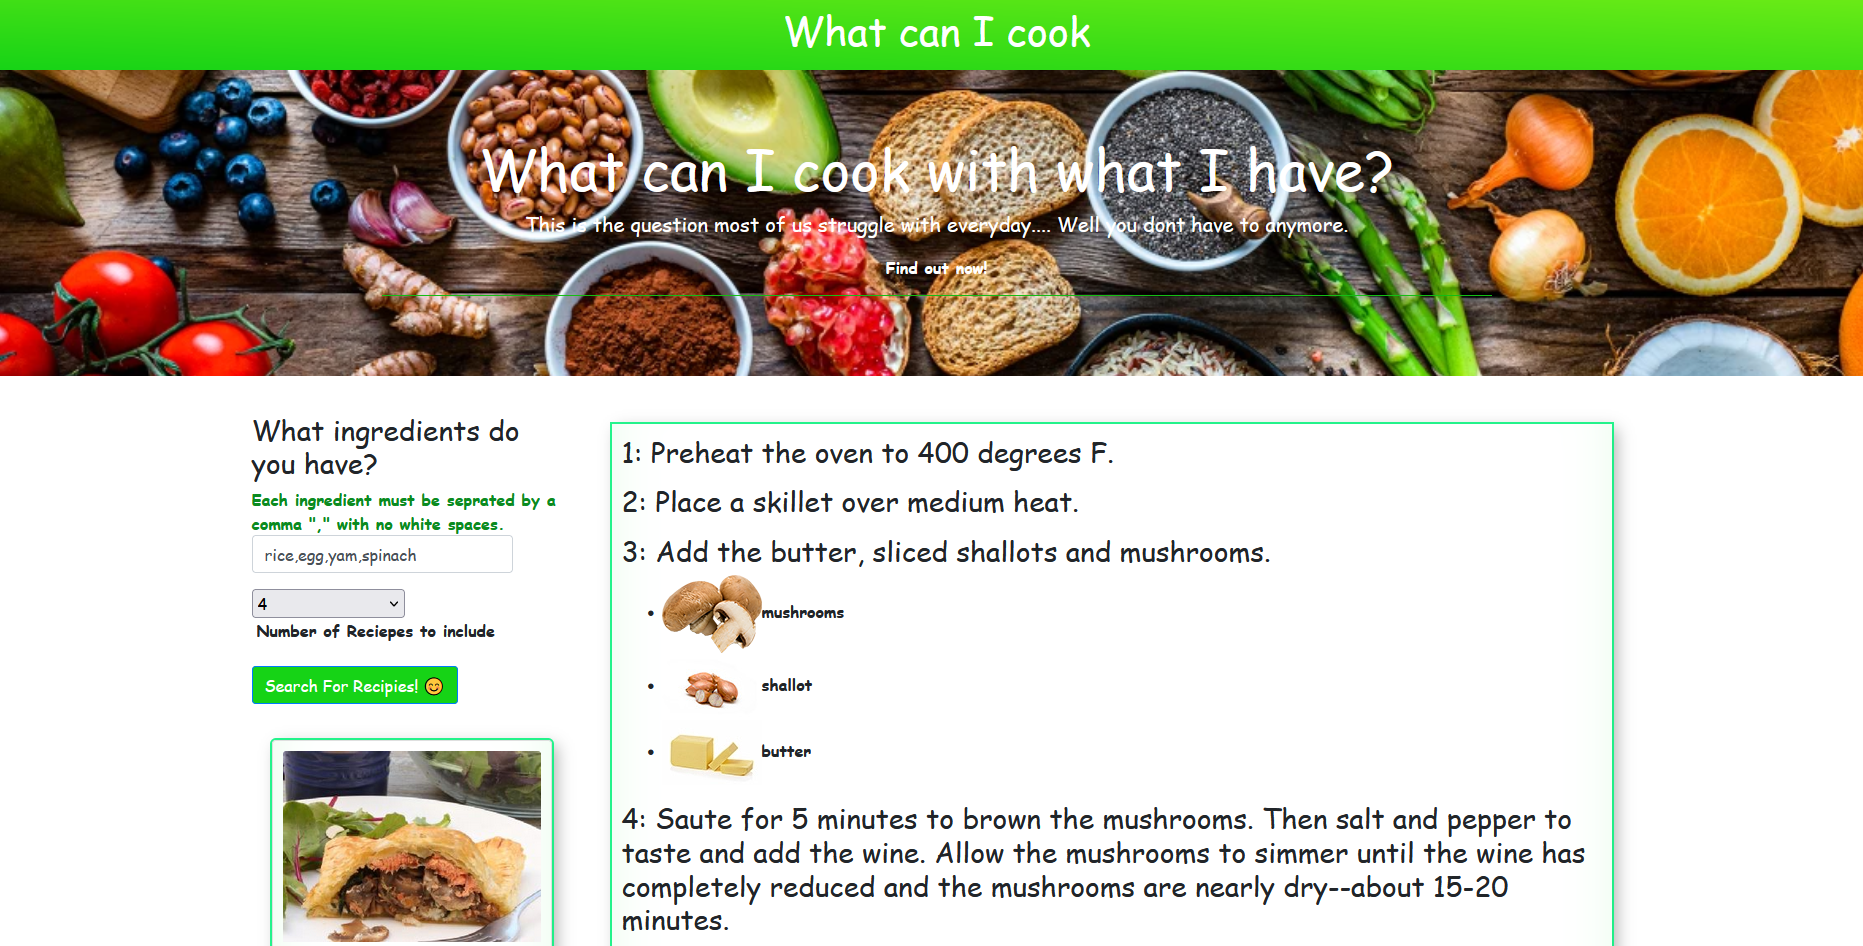 What can I cook
What can I cook with what I have?
This is the question most of us struggle with everyday.... Well you dont have to anymore.
Find out now!
What ingredients do
you have?
Each ingredient must be seprated by a
comma "," with no white spaces.
rice,egg,yam,spinach
4
Number of Reciepes to include
Search For Recipies! 😊
1: Preheat the oven to 400 degrees F.
2: Place a skillet over medium heat.
3: Add the butter, sliced shallots and mushrooms.
• mushrooms
• shallot
• butter
4: Saute for 5 minutes to brown the mushrooms. Then salt and pepper to
taste and add the wine. Allow the mushrooms to simmer until the wine has
completely reduced and the mushrooms are nearly dry--about 15-20
minutes.